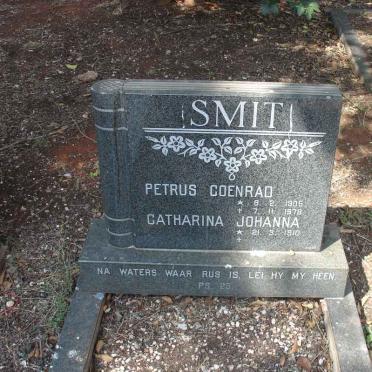 SMIT
PETRUS COENRAD
* 8. 2. 1905
† 7. 11. 1978
CATHARINA JOHANNA
* 21. 3. 1910
NA WATERS WAAR RUS IS, LEI HY MY HEEN.
PS. 23